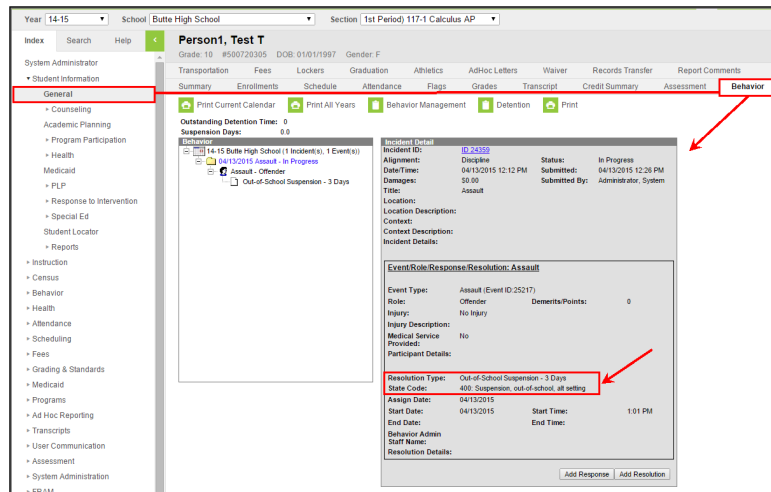 Year 14-15 School Butte High School Section 1st Period) 117-1 Calculus AP
Index Search Help
System Administrator
Student Information
General
Counseling
Academic Planning
Program Participation
Health
Medicaid
PLP
Response to Intervention
Special Ed
Student Locator
Reports
Instruction
Census
Behavior
Health
Attendance
Scheduling
Fees
Grading & Standards
Medicaid
Programs
Ad Hoc Reporting
Transcripts
User Communication
Assessment
System Administration
FRAM
Person1, Test T
Grade: 10 #500720305 DOB: 01/01/1997 Gender: F
Transportation Fees Lockers Graduation Athletics AdHoc Letters Waiver Records Transfer Report Comments
Summary Enrollments Schedule Attendance Flags Grades Transcript Credit Summary Assessment Behavior
Print Current Calendar Print All Years Behavior Management Detention Print
Outstanding Detention Time: 0
Suspension Days: 0.0
Behavior
14-15 Butte High School (1 Incident(s), 1 Event(s))
04/13/2015 Assault - In Progress
Assault - Offender
Out-of-School Suspension - 3 Days
Incident Detail
Incident ID: ID 24359
Alignment: Discipline Status: In Progress
Date/Time: 04/13/2015 12:12 PM Submitted: 04/13/2015 12:26 PM
Damages: $0.00 Submitted By: Administrator, System
Title: Assault
Location:
Location Description:
Context:
Context Description:
Incident Details:
Event/Role/Response/Resolution: Assault
Event Type: Assault (Event ID:25217)
Role: Offender Demerits/Points: 0
Injury: No Injury
Injury Description:
Medical Service Provided: No
Participant Details:
Resolution Type: Out-of-School Suspension - 3 Days
State Code: 400: Suspension, out-of-school, alt setting
Assign Date: 04/13/2015
Start Date: 04/13/2015 Start Time: 1:01 PM
End Date: End Time:
Behavior Admin
Staff Name:
Resolution Details:
Add Response Add Resolution